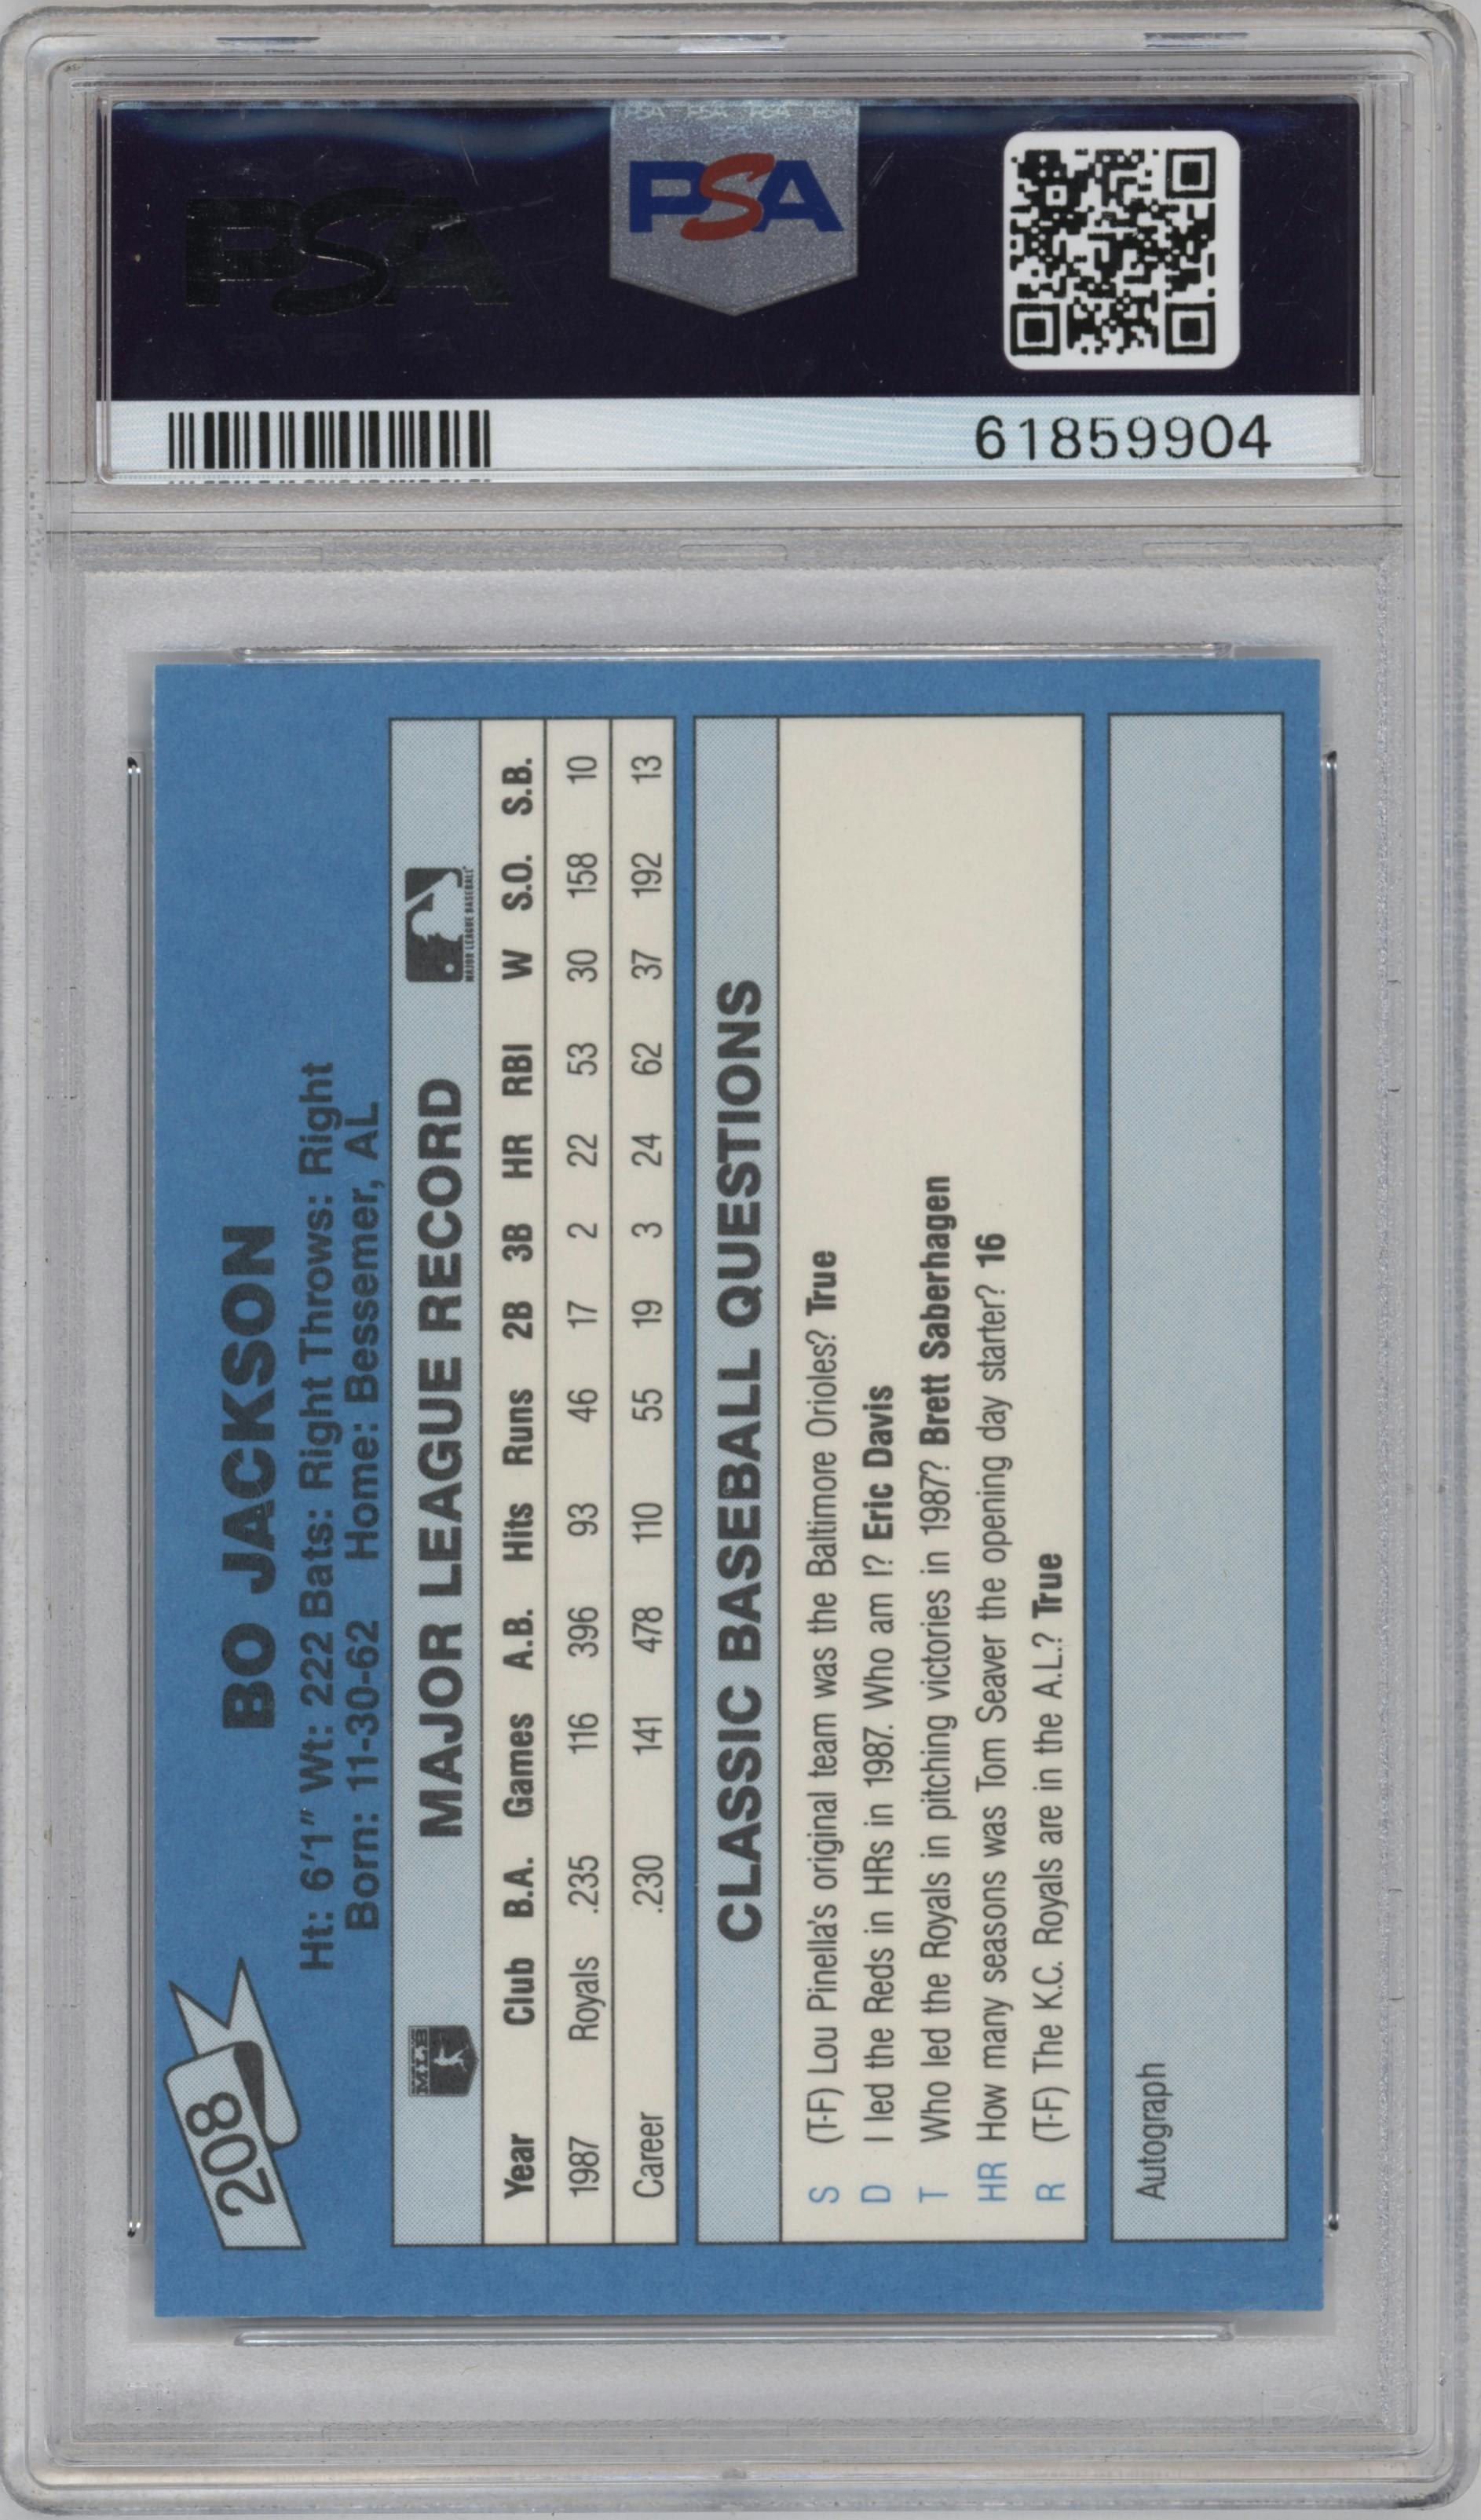 PSA
PSA
61859904
208
BO JACKSON
Ht: 6'1" Wt: 222 Bats: Right Throws: Right
Born: 11-30-62 Home: Bessemer, AL
MLB
MAJOR LEAGUE RECORD
MAJOR LEAGUE BASEBALL
Year Club B.A. Games A.B. Hits Runs 2B 3B HR RBI W S.O. S.B.
1987 Royals .235 116 396 93 46 17 2 22 53 30 158 10
Career .230 141 478 110 55 19 3 24 62 37 192 13
CLASSIC BASEBALL QUESTIONS
S (T-F) Lou Pinella's original team was the Baltimore Orioles? True
D I led the Reds in HRs in 1987. Who am I? Eric Davis
T Who led the Royals in pitching victories in 1987? Brett Saberhagen
HR How many seasons was Tom Seaver the opening day starter? 16
R (T-F) The K.C. Royals are in the A.L.? True
Autograph